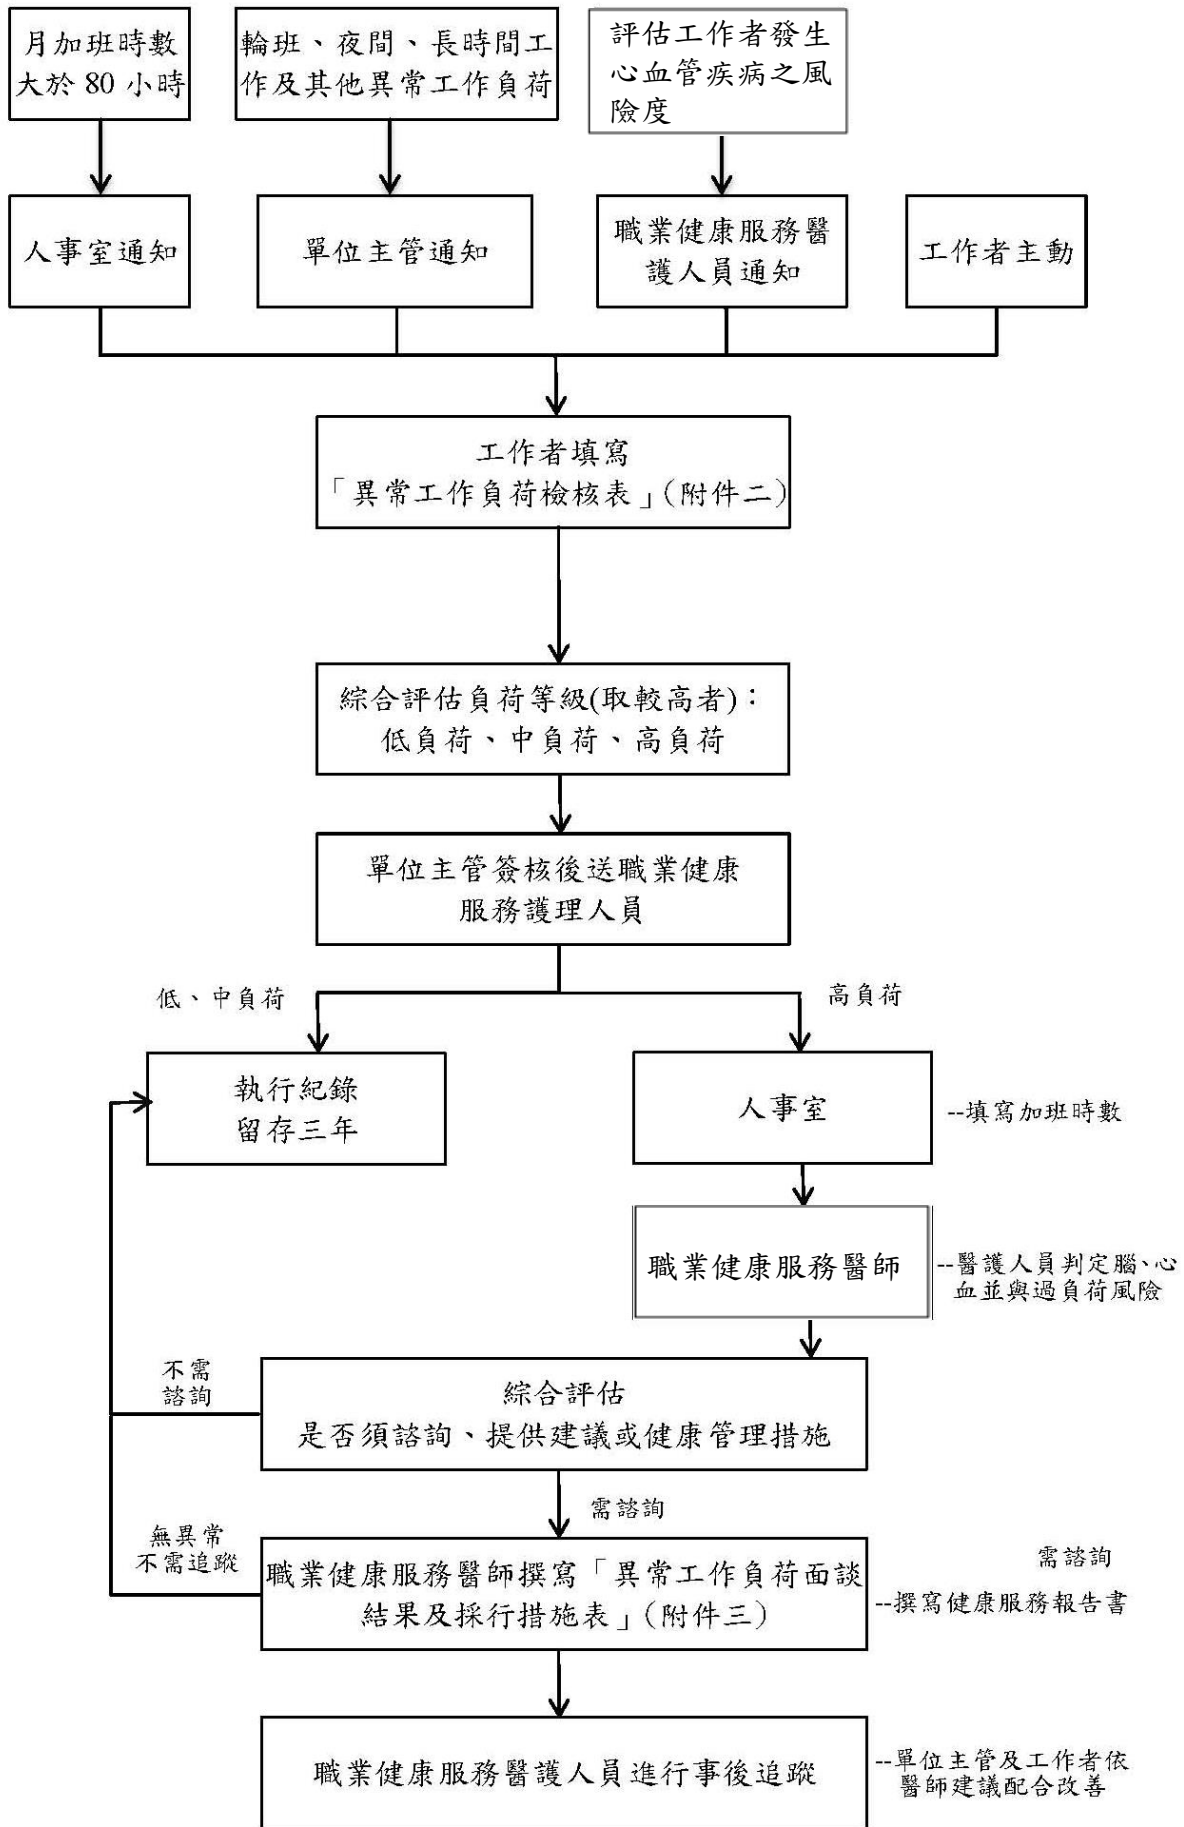 月加班時數
大於 80 小時
輪班、夜間、長時間工
作及其他異常工作負荷
評估工作者發生
心血管疾病之風
險度
人事室通知
單位主管通知
職業健康服務醫
護人員通知
工作者主動
工作者填寫
「異常工作負荷檢核表」(附件二)
綜合評估負荷等級(取較高者)：
低負荷、中負荷、高負荷
單位主管簽核後送職業健康
服務護理人員
低、中負荷
高負荷
執行紀錄
留存三年
人事室
--填寫加班時數
職業健康服務醫師
--醫護人員判定腦、心
血並與過負荷風險
不需
諮詢
綜合評估
是否須諮詢、提供建議或健康管理措施
需諮詢
無異常
不需追蹤
職業健康服務醫師撰寫「異常工作負荷面談
結果及採行措施表」(附件三)
需諮詢
--撰寫健康服務報告書
職業健康服務醫護人員進行事後追蹤
--單位主管及工作者依
醫師建議配合改善